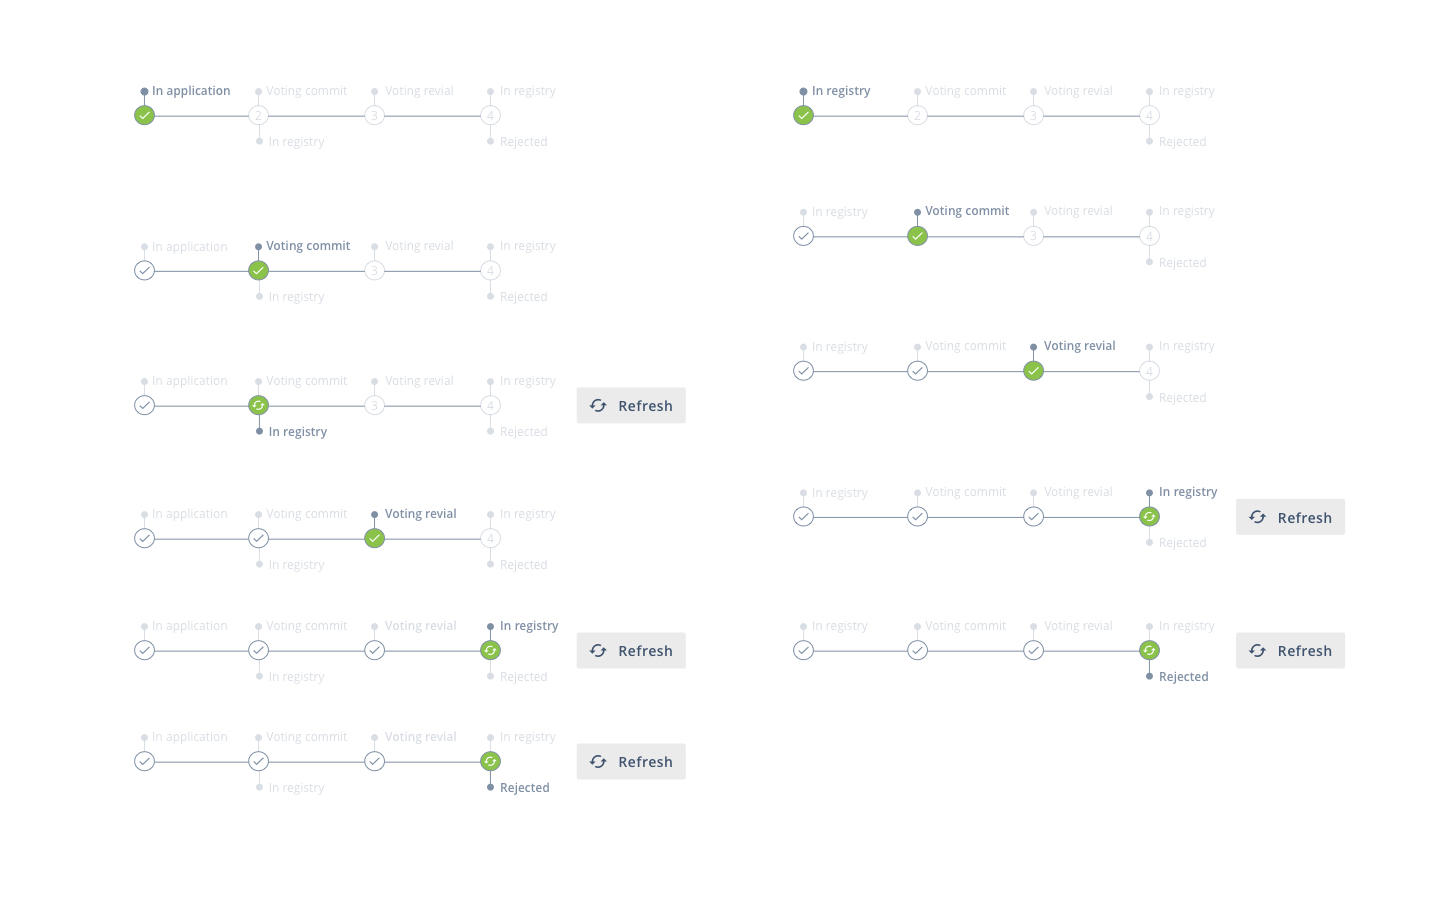 In application Voting commit Voting revial In registry
2 3 4
In registry Rejected
In application Voting commit Voting revial In registry
3 4
In registry Rejected
In application Voting commit Voting revial In registry
3 4 Refresh
In registry Rejected
In application Voting commit Voting revial In registry
4
In registry Rejected
In application Voting commit Voting revial In registry
Refresh
In registry Rejected
In application Voting commit Voting revial In registry
Refresh
In registry Rejected
In registry Voting commit Voting revial In registry
2 3 4
Rejected
In registry Voting commit Voting revial In registry
3 4
Rejected
In registry Voting commit Voting revial In registry
4
Rejected
In registry Voting commit Voting revial In registry
Refresh
Rejected
In registry Voting commit Voting revial In registry
Refresh
Rejected